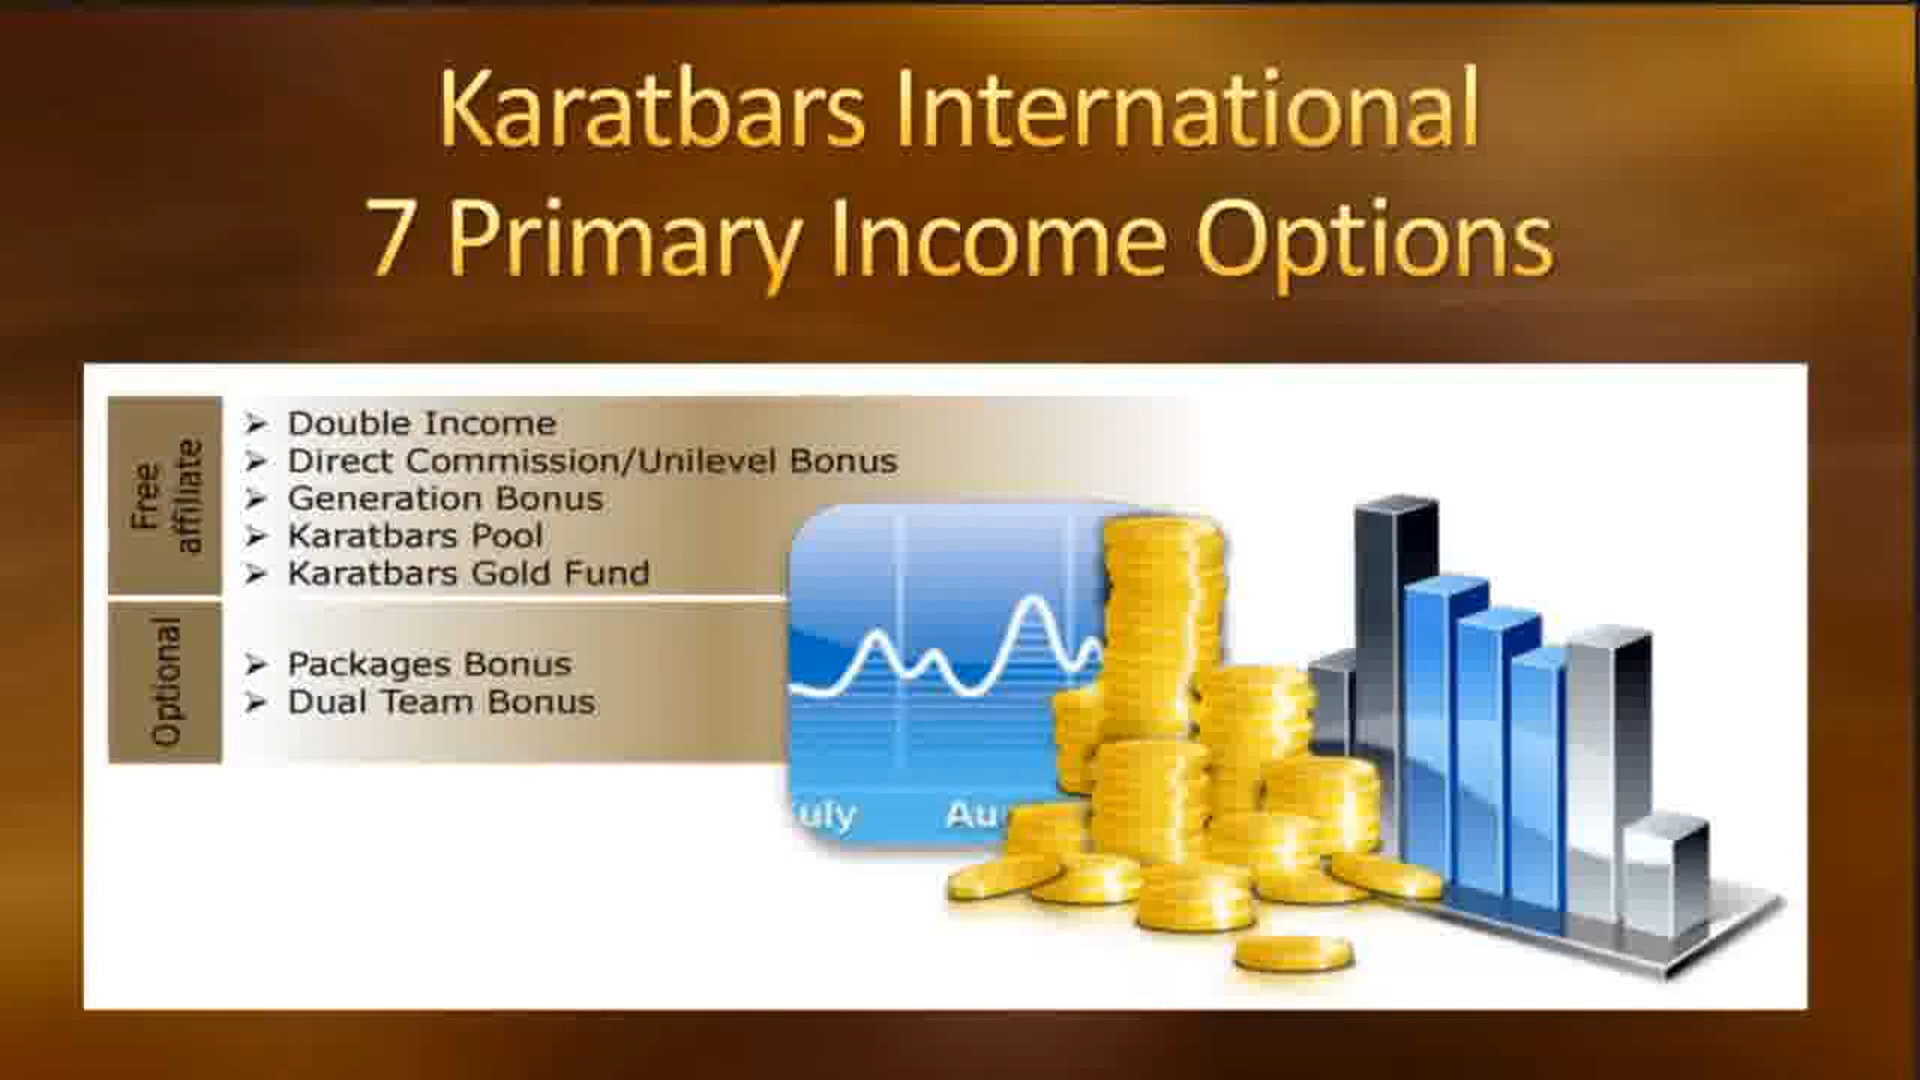 Karatbars International
7 Primary Income Options
Free
affiliate
➢ Double Income
➢ Direct Commission/Unilevel Bonus
➢ Generation Bonus
➢ Karatbars Pool
➢ Karatbars Gold Fund
Optional
➢ Packages Bonus
➢ Dual Team Bonus
uly Au